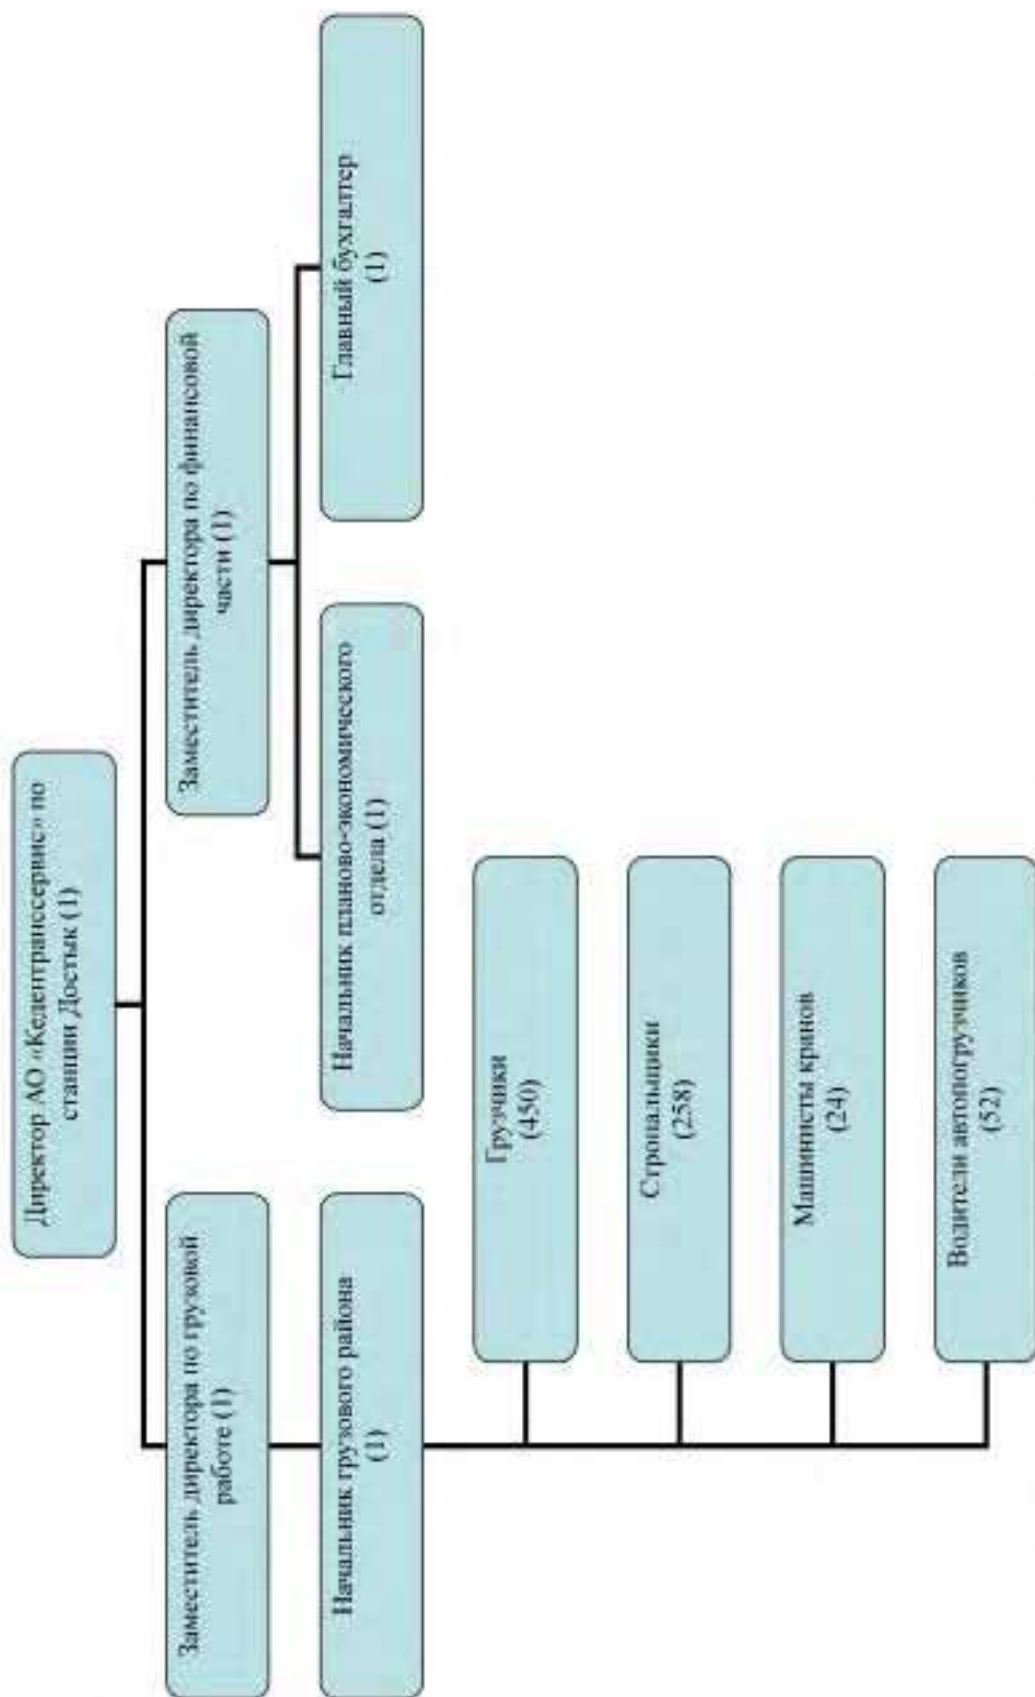 Директор АО «Кедентранссервис» по
станции Достык (1)
Заместитель директора по грузовой
работе (1)
Заместитель директора по финансовой
части (1)
Начальник грузового района
(1)
Начальник планово-экономического
отдела (1)
Главный бухгалтер
(1)
Грузчики
(450)
Стропальщики
(258)
Машинисты кранов
(24)
Водители автопогрузчиков
(52)